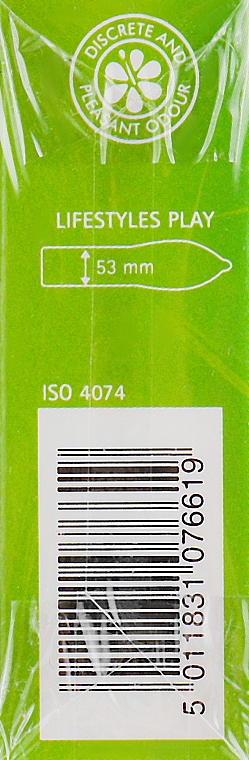 DISCRETE AND
PLEASANT ODOUR
LIFESTYLES PLAY
53 mm
ISO 4074
5 011831 076619